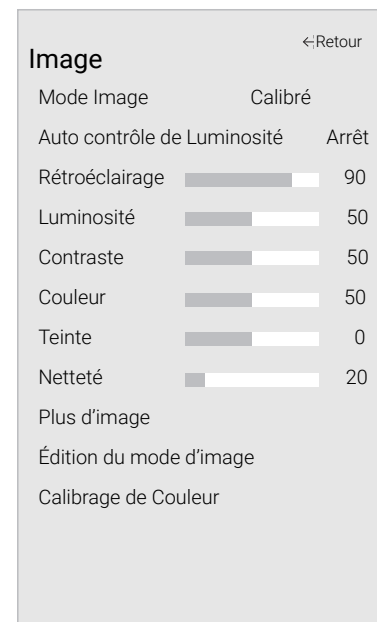 ←Retour
Image
Mode Image Calibré
Auto contrôle de Luminosité Arrêt
Rétroéclairage 90
Luminosité 50
Contraste 50
Couleur 50
Teinte 0
Netteté 20
Plus d’image
Édition du mode d’image
Calibrage de Couleur